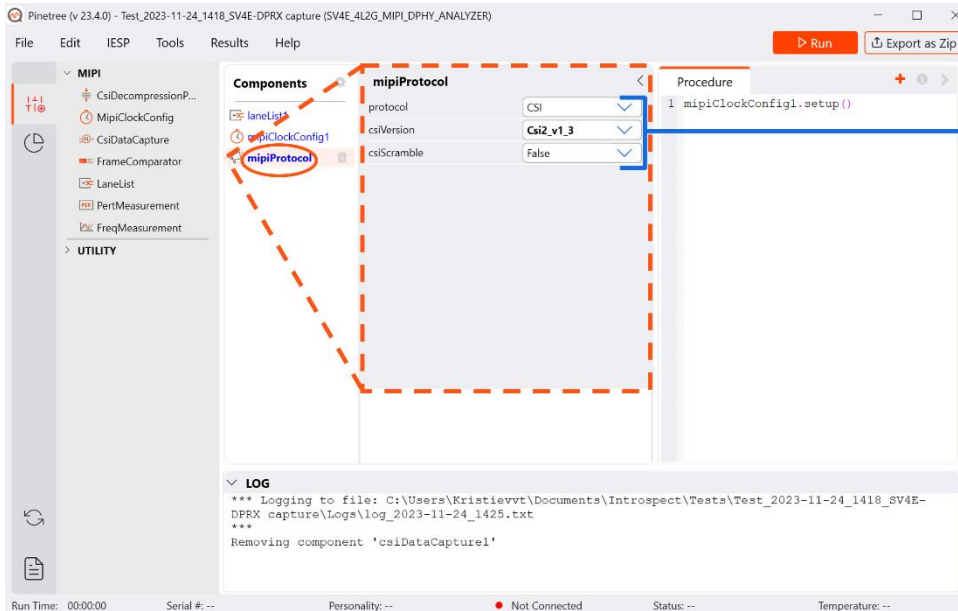 Pinetree (v 23.4.0) - Test_2023-11-24_1418_SV4E-DPRX capture (SV4E_4L2G_MIPI_DPHY_ANALYZER)
File Edit IESP Tools Results Help
Run
Export as Zip
MIPI
CsiDecompressionP...
MipiClockConfig
CsiDataCapture
FrameComparator
LaneList
PertMeasurement
FreqMeasurement
UTILITY
Components
laneList1
mipiClockConfig1
mipiProtocol
mipiProtocol
protocol CSI
csiVersion Csi2_v1_3
csiScramble False
Procedure
1 mipiClockConfig1.setup()
LOG
*** Logging to file: C:\Users\Kristievvt\Documents\Introspect\Tests\Test_2023-11-24_1418_SV4E-
DPRX capture\Logs\log_2023-11-24_1425.txt
***
Removing component 'csiDataCapture1'
Run Time: 00:00:00 Serial #: -- Personality: -- Not Connected Status: -- Temperature: --